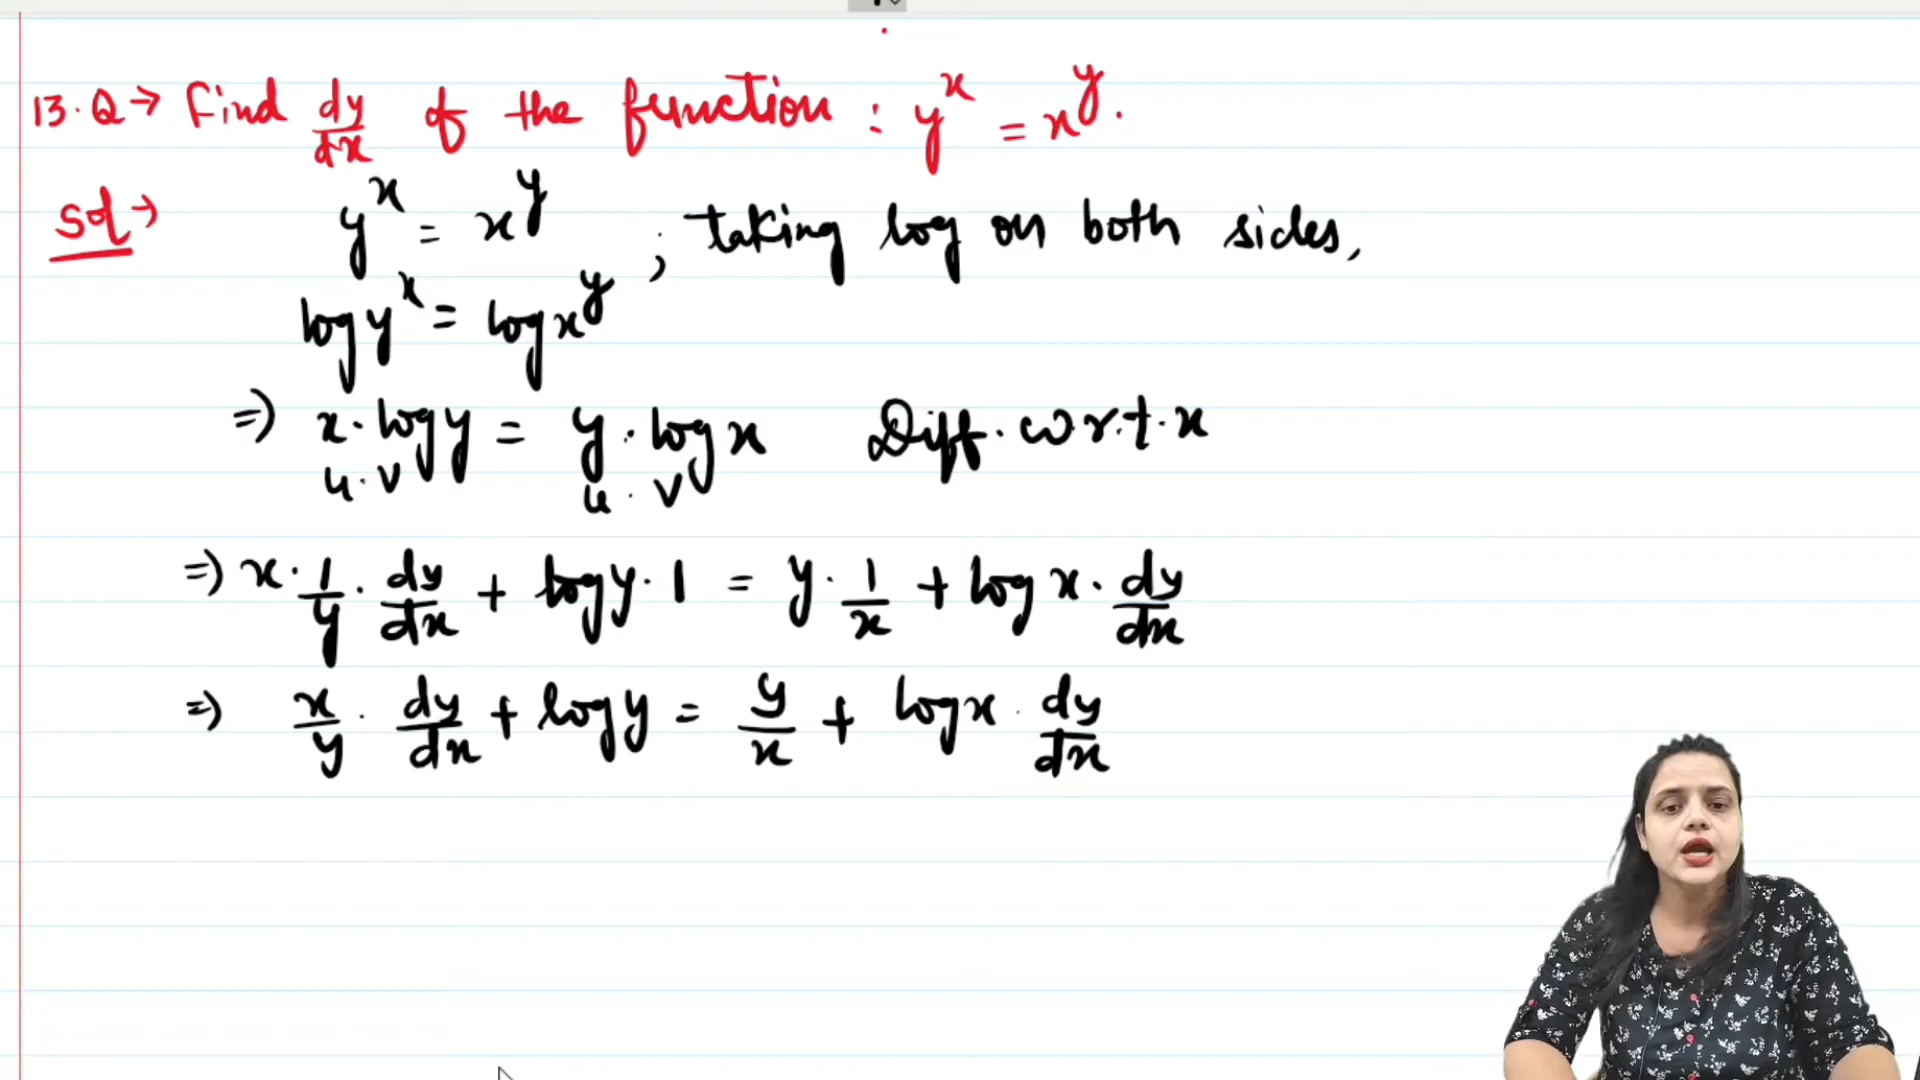 13. Q → Find dy/dx of the function : y^x = x^y.
Sol → y^x = x^y ; taking log on both sides,
log y^x = log x^y
⇒ x · log y = y · log x Diff. w.r.t. x
u · v u · v
⇒ x · 1/y · dy/dx + log y · 1 = y · 1/x + log x · dy/dx
⇒ x/y · dy/dx + log y = y/x + log x · dy/dx